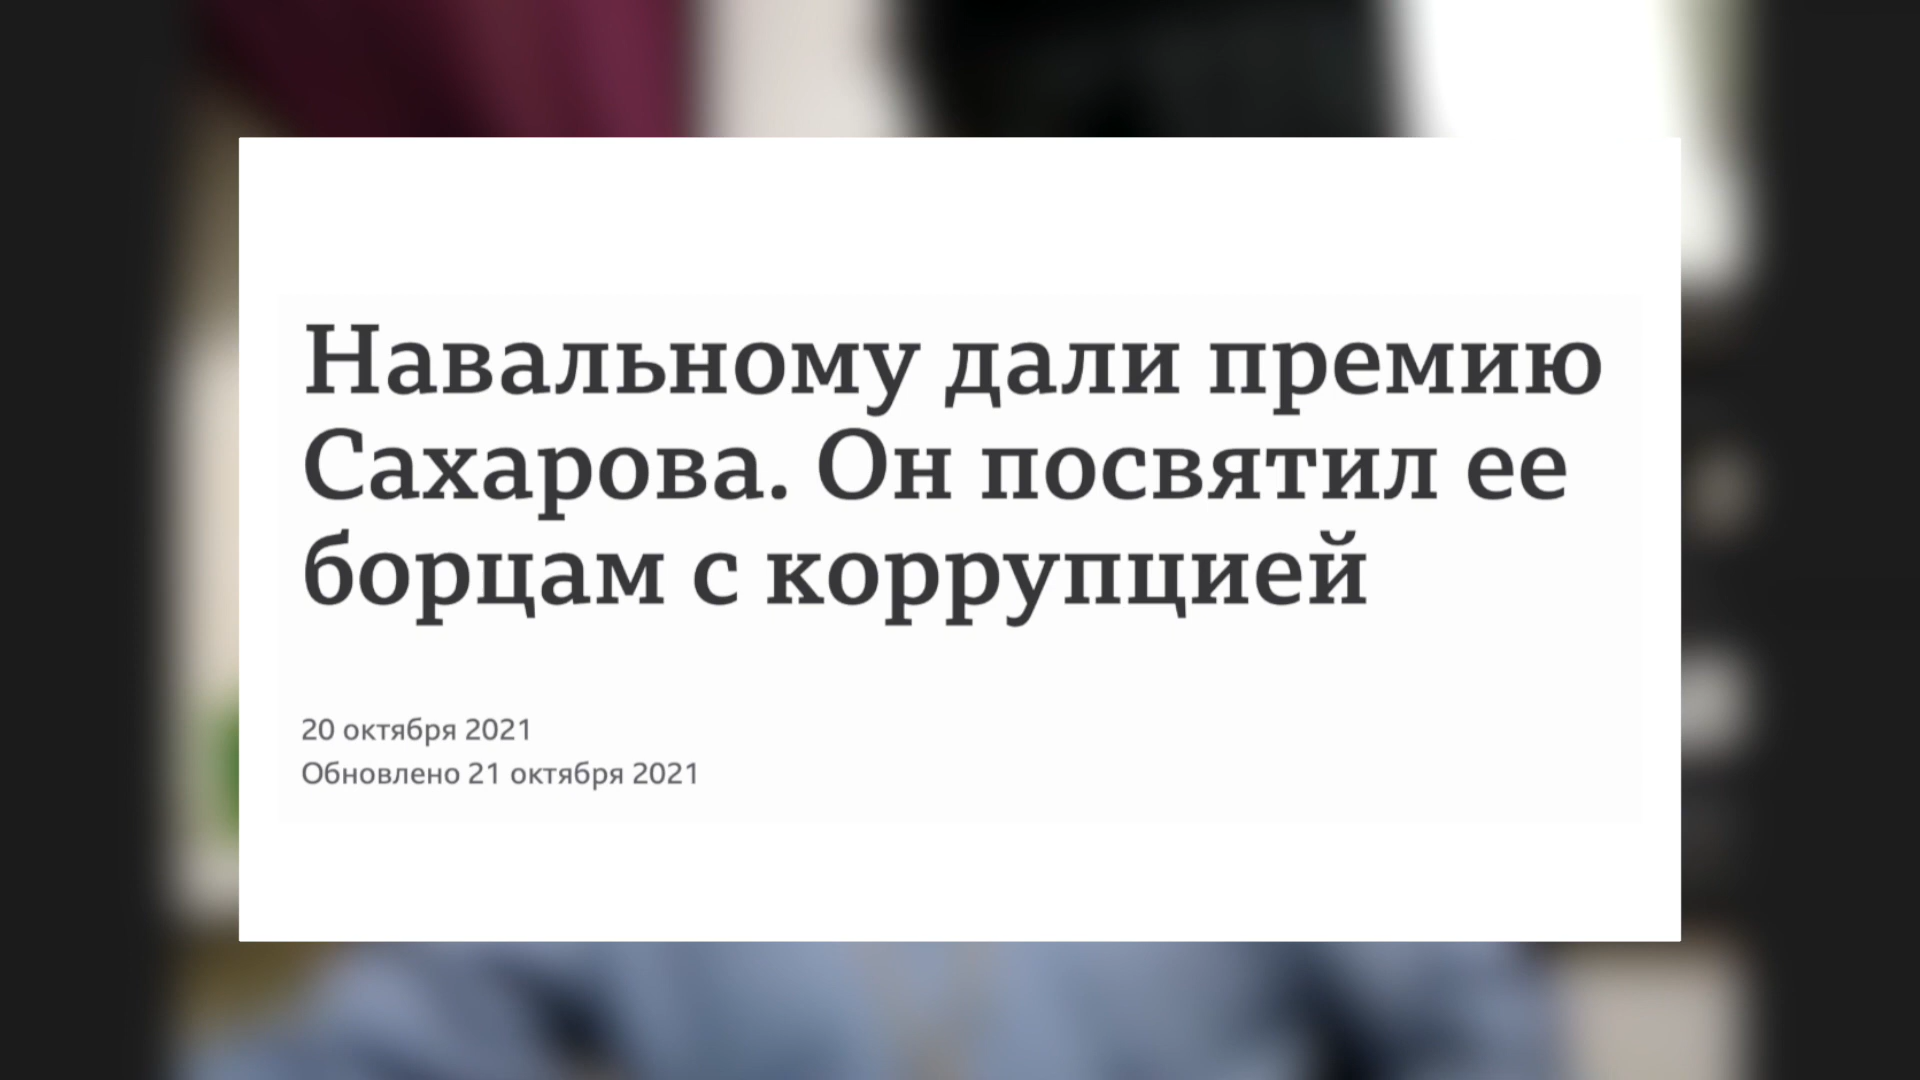 Навальному дали премию
Сахарова. Он посвятил ее
борцам с коррупцией
20 октября 2021
Обновлено 21 октября 2021